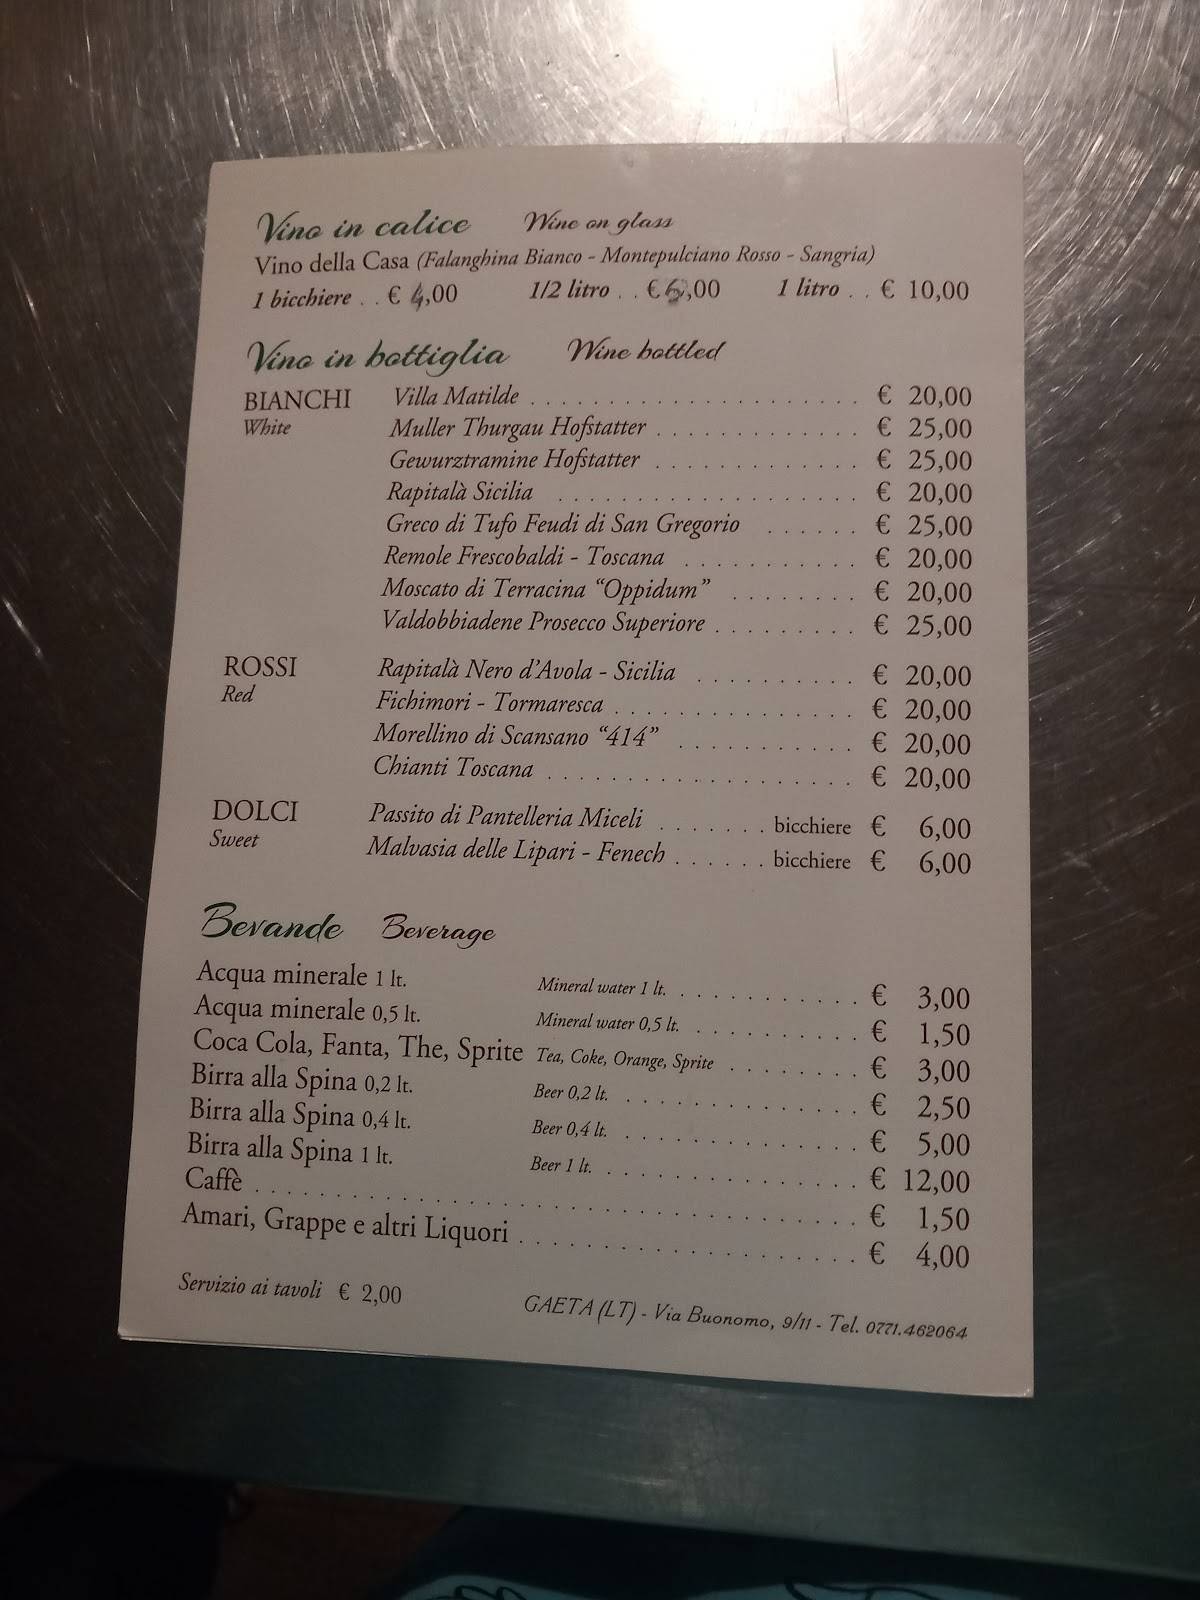 Vino in calice Wine on glass
Vino della Casa (Falanghina Bianco - Montepulciano Rosso - Sangria)
1 bicchiere . . € 4,00 1/2 litro . . € 6,00 1 litro . . € 10,00
Vino in bottiglia Wine bottled
BIANCHI Villa Matilde € 20,00
White Muller Thurgau Hofstatter € 25,00
Gewurztramine Hofstatter € 25,00
Rapitalà Sicilia € 20,00
Greco di Tufo Feudi di San Gregorio € 25,00
Remole Frescobaldi - Toscana € 20,00
Moscato di Terracina “Oppidum” € 20,00
Valdobbiadene Prosecco Superiore € 25,00
ROSSI Rapitalà Nero d’Avola - Sicilia € 20,00
Red Fichimori - Tormaresca € 20,00
Morellino di Scansano “414” € 20,00
Chianti Toscana € 20,00
DOLCI Passito di Pantelleria Miceli bicchiere € 6,00
Sweet Malvasia delle Lipari - Fenech bicchiere € 6,00
Bevande Beverage
Acqua minerale 1 lt. Mineral water 1 lt. € 3,00
Acqua minerale 0,5 lt. Mineral water 0,5 lt. € 1,50
Coca Cola, Fanta, The, Sprite Tea, Coke, Orange, Sprite € 3,00
Birra alla Spina 0,2 lt. Beer 0,2 lt. € 2,50
Birra alla Spina 0,4 lt. Beer 0,4 lt. € 5,00
Birra alla Spina 1 lt. Beer 1 lt. € 12,00
Caffè € 1,50
Amari, Grappe e altri Liquori € 4,00
Servizio ai tavoli € 2,00
GAETA (LT) - Via Buonomo, 9/11 - Tel. 0771.462064